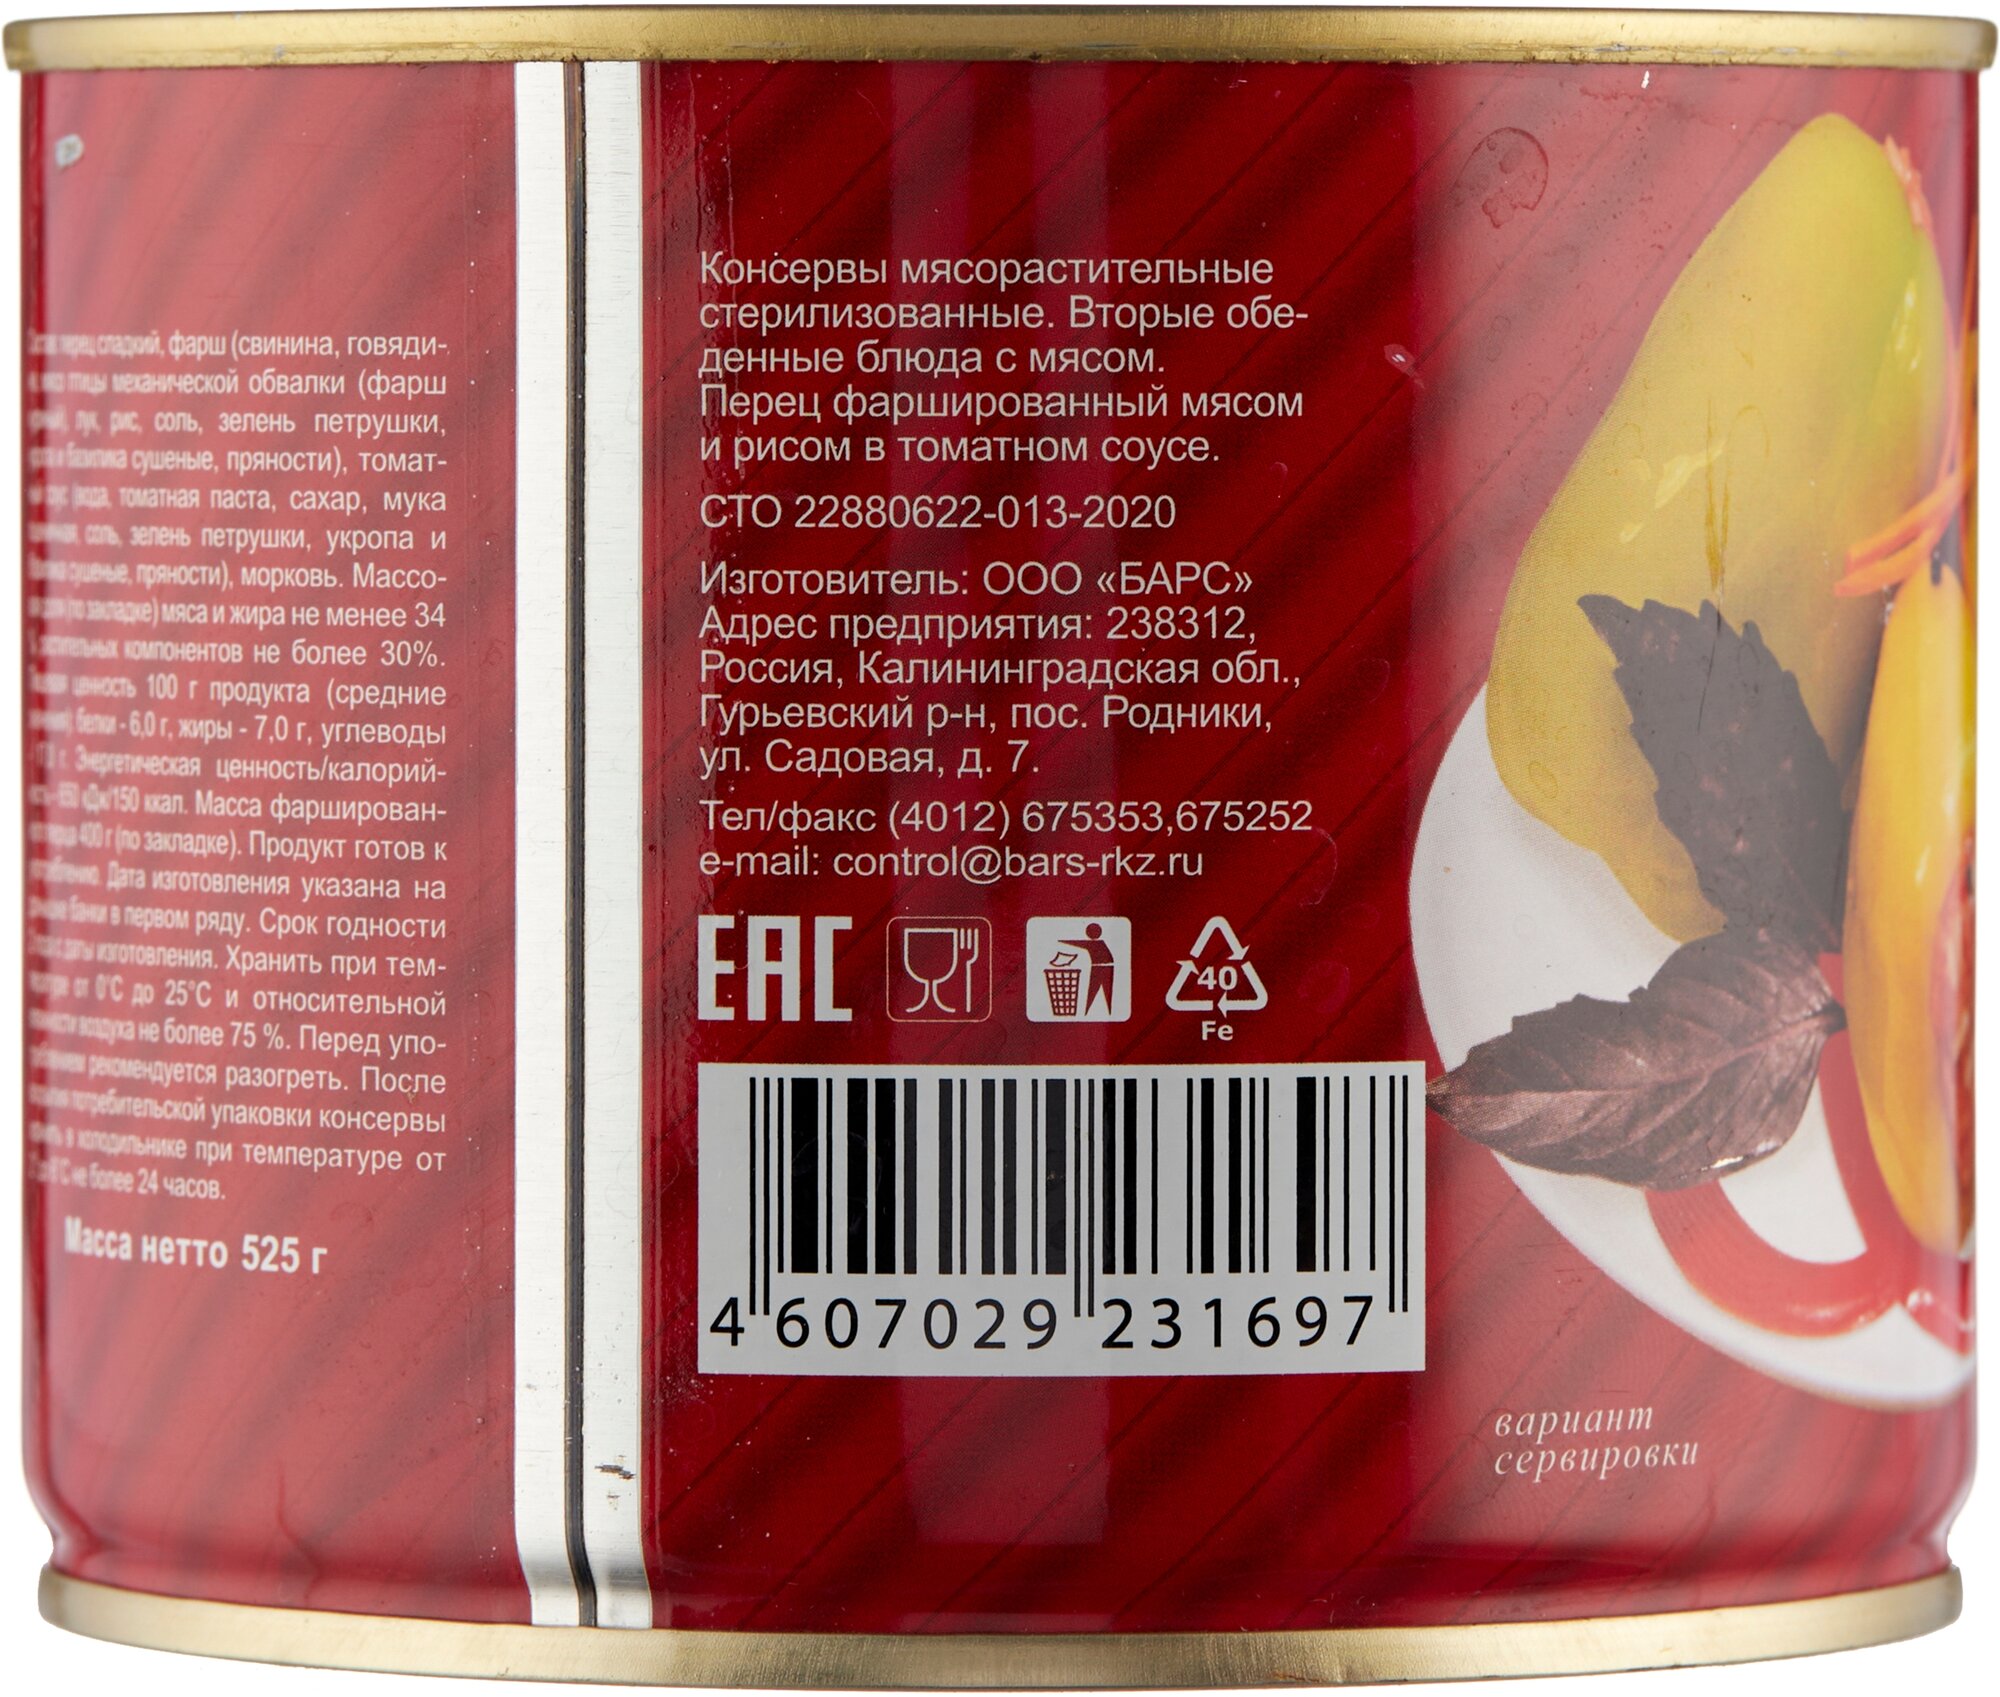 перец сладкий, фарш (свинина, говяди-
птицы механической обвалки (фарш
лук, рис, соль, зелень петрушки,
и базилика сушеные, пряности), томат-
(вода, томатная паста, сахар, мука
соль, зелень петрушки, укропа и
сушеные, пряности), морковь. Массо-
(по закладке) мяса и жира не менее 34
компонентов не более 30%.
ценность 100 г продукта (средние
белки - 6,0 г, жиры - 7,0 г, углеводы
г. Энергетическая ценность/калорий-
кДж/150 ккал. Масса фарширован-
400 г (по закладке). Продукт готов к
Дата изготовления указана на
банки в первом ряду. Срок годности
с даты изготовления. Хранить при тем-
от 0°С до 25°С и относительной
воздуха не более 75 %. Перед упо-
рекомендуется разогреть. После
потребительской упаковки консервы
в холодильнике при температуре от
не более 24 часов.
Масса нетто 525 г
Консервы мясорастительные
стерилизованные. Вторые обе-
денные блюда с мясом.
Перец фаршированный мясом
и рисом в томатном соусе.
СТО 22880622-013-2020
Изготовитель: ООО «БАРС»
Адрес предприятия: 238312,
Россия, Калининградская обл.,
Гурьевский р-н, пос. Родники,
ул. Садовая, д. 7.
Тел/факс (4012) 675353,675252
e-mail: control@bars-rkz.ru
EAC
40
Fe
4 607029 231697
вариант
сервировки